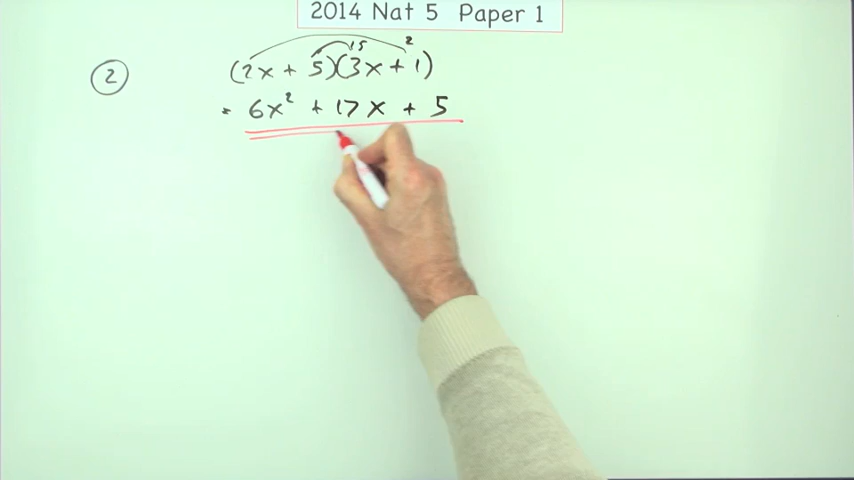 2014 Nat 5 Paper 1
15 2
2 (2x + 5)(3x + 1)
= 6x² + 17x + 5